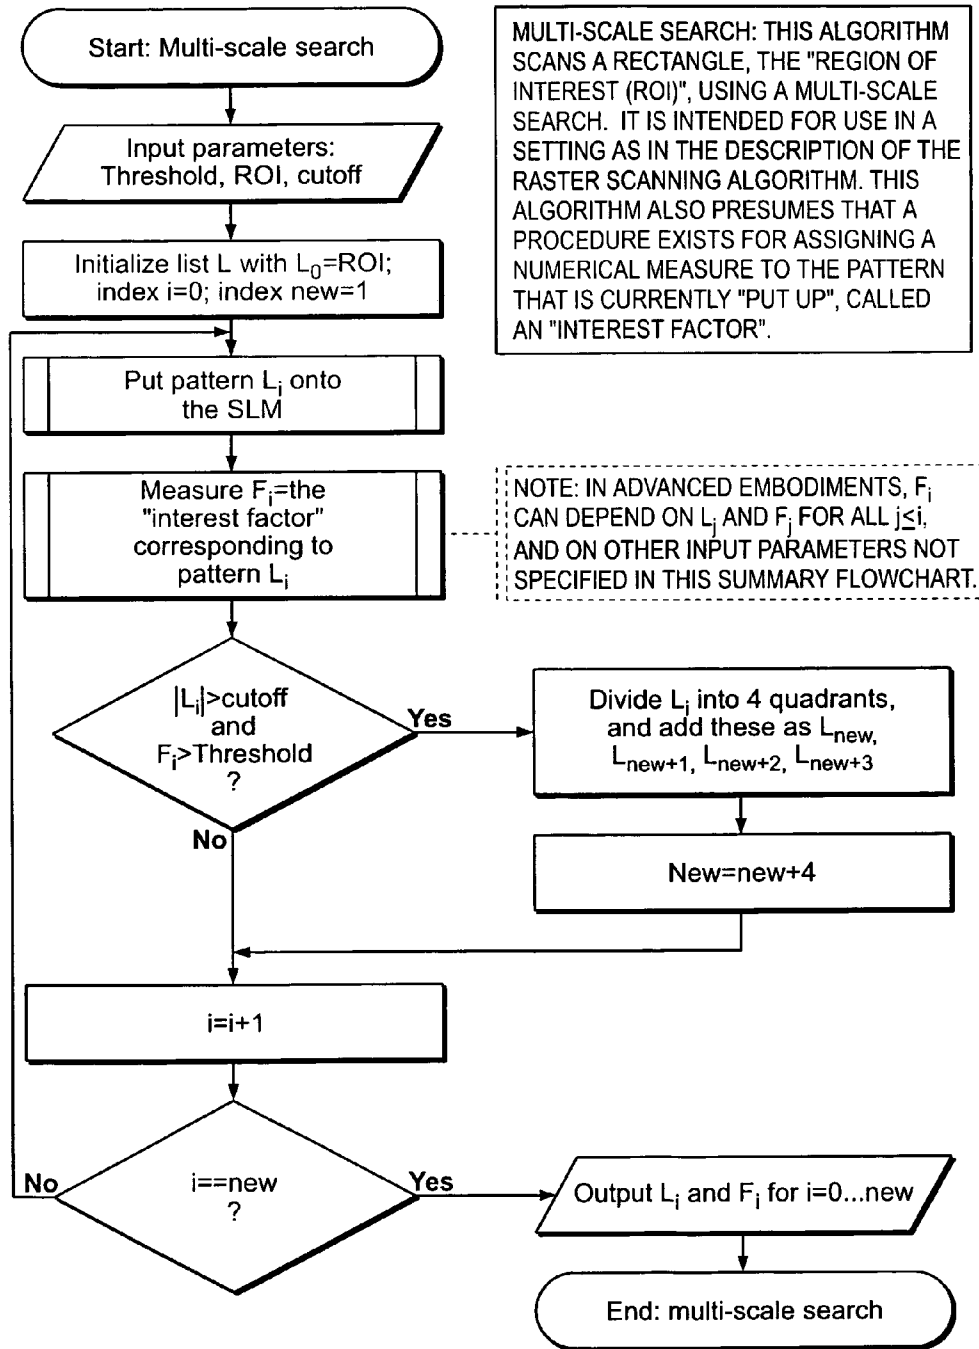 Start: Multi-scale search
MULTI-SCALE SEARCH: THIS ALGORITHM
SCANS A RECTANGLE, THE "REGION OF
INTEREST (ROI)", USING A MULTI-SCALE
SEARCH. IT IS INTENDED FOR USE IN A
SETTING AS IN THE DESCRIPTION OF THE
RASTER SCANNING ALGORITHM. THIS
ALGORITHM ALSO PRESUMES THAT A
PROCEDURE EXISTS FOR ASSIGNING A
NUMERICAL MEASURE TO THE PATTERN
THAT IS CURRENTLY "PUT UP", CALLED
AN "INTEREST FACTOR".
Input parameters:
Threshold, ROI, cutoff
Initialize list L with L0=ROI;
index i=0; index new=1
Put pattern Li onto
the SLM
Measure Fi=the
"interest factor"
corresponding to
pattern Li
NOTE: IN ADVANCED EMBODIMENTS, Fi
CAN DEPEND ON Lj AND Fj FOR ALL j≤i,
AND ON OTHER INPUT PARAMETERS NOT
SPECIFIED IN THIS SUMMARY FLOWCHART.
|Li|>cutoff
and
Fi>Threshold
?
Yes
No
Divide Li into 4 quadrants,
and add these as Lnew,
Lnew+1, Lnew+2, Lnew+3
New=new+4
i=i+1
i==new
?
No
Yes
Output Li and Fi for i=0...new
End: multi-scale search